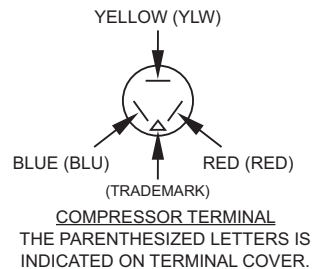 YELLOW (YLW)
BLUE (BLU)
RED (RED)
(TRADEMARK)
COMPRESSOR TERMINAL
THE PARENTHESIZED LETTERS IS
INDICATED ON TERMINAL COVER.